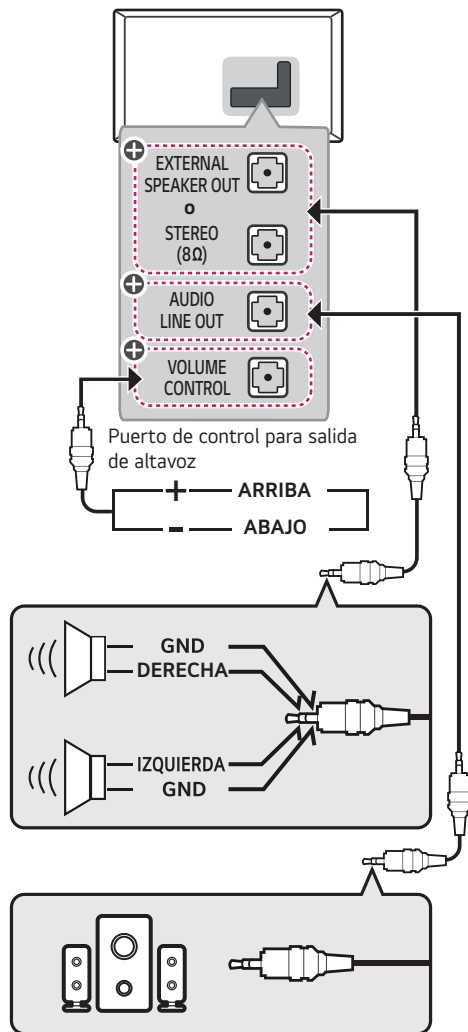 EXTERNAL
SPEAKER OUT
o
STEREO
(8Ω)
AUDIO
LINE OUT
VOLUME
CONTROL
Puerto de control para salida
de altavoz
+ ARRIBA
- ABAJO
GND
DERECHA
IZQUIERDA
GND